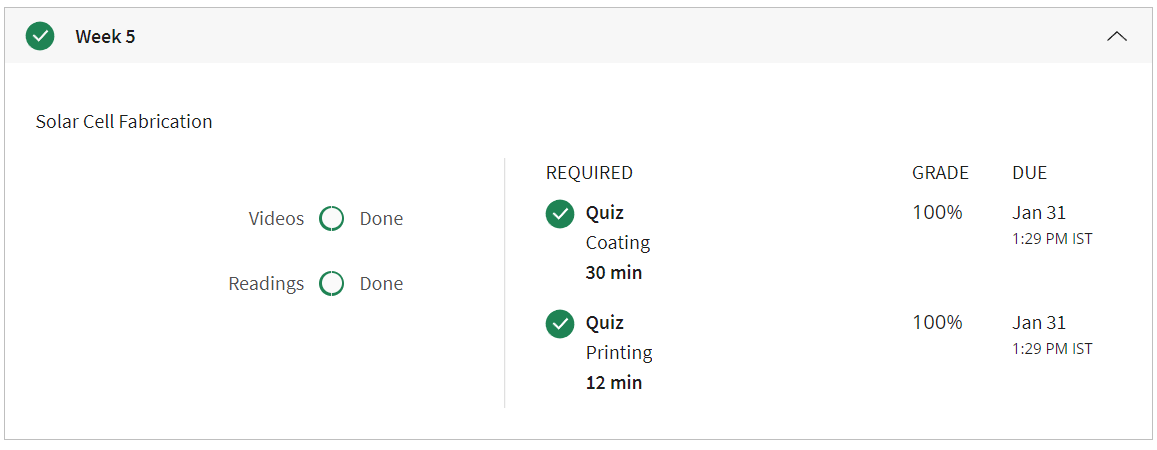 Week 5
Solar Cell Fabrication
Videos Done
Readings Done
REQUIRED GRADE DUE
Quiz 100% Jan 31
Coating 1:29 PM IST
30 min
Quiz 100% Jan 31
Printing 1:29 PM IST
12 min